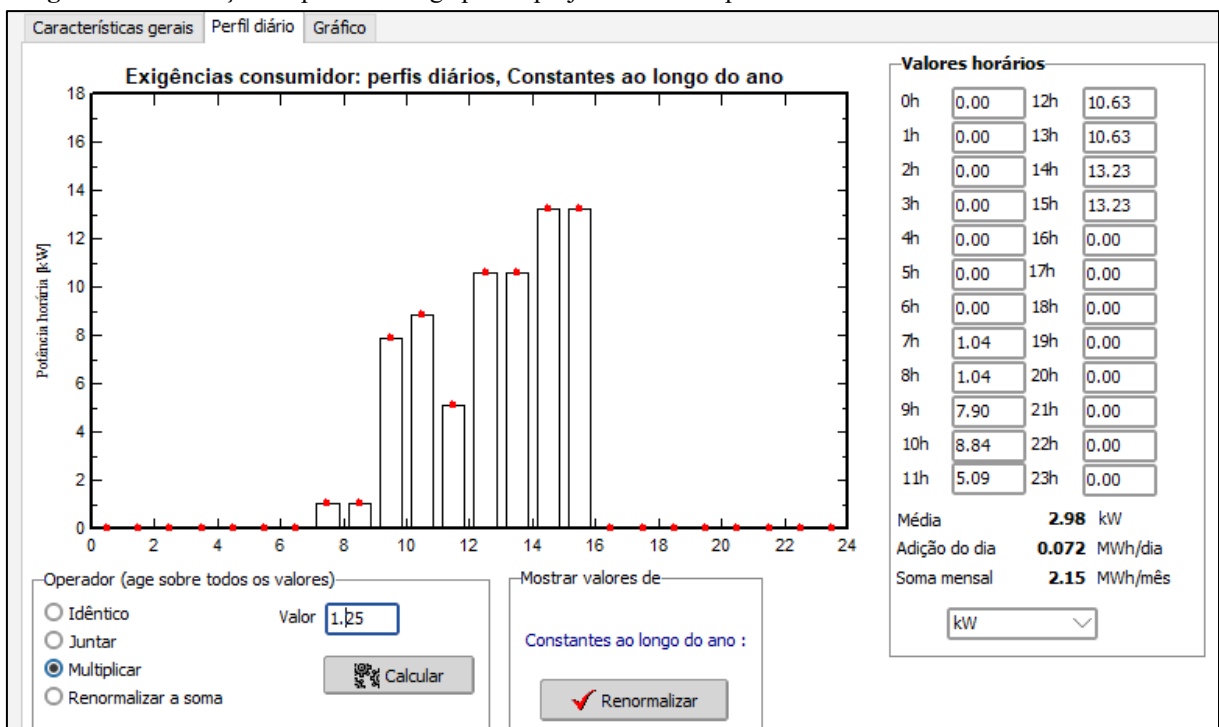 Características gerais Perfil diário Gráfico
Exigências consumidor: perfis diários, Constantes ao longo do ano
Potência horária [kW]
18
16
14
12
10
8
6
4
2
0
0 2 4 6 8 10 12 14 16 18 20 22 24
Valores horários
0h 0.00 12h 10.63
1h 0.00 13h 10.63
2h 0.00 14h 13.23
3h 0.00 15h 13.23
4h 0.00 16h 0.00
5h 0.00 17h 0.00
6h 0.00 18h 0.00
7h 1.04 19h 0.00
8h 1.04 20h 0.00
9h 7.90 21h 0.00
10h 8.84 22h 0.00
11h 5.09 23h 0.00
Média 2.98 kW
Adição do dia 0.072 MWh/dia
Soma mensal 2.15 MWh/mês
kW
Operador (age sobre todos os valores)
Idêntico
Juntar
Multiplicar
Renormalizar a soma
Valor 1.25
Calcular
Mostrar valores de
Constantes ao longo do ano :
Renormalizar